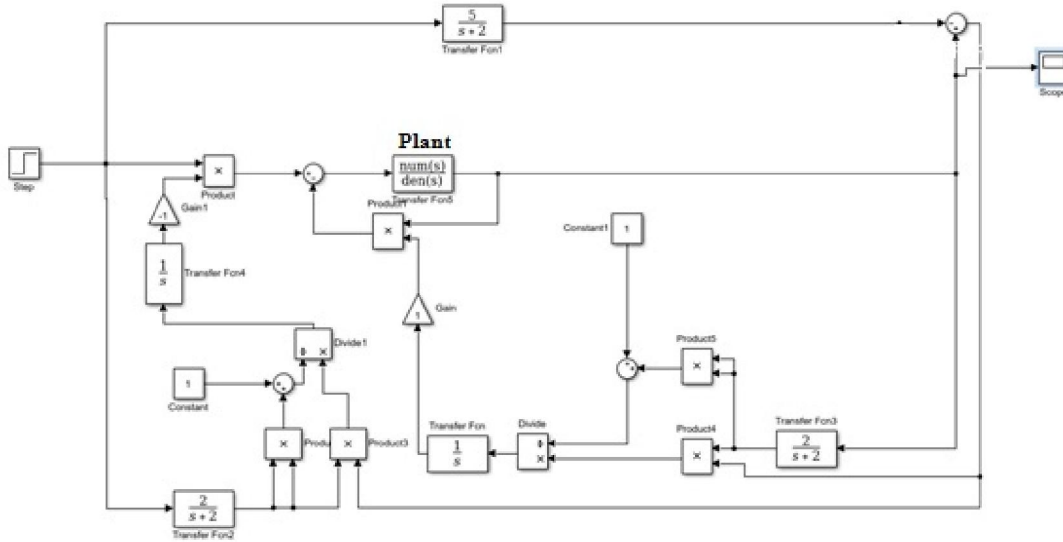 5
s+2
Transfer Fcn1
Scope
Plant
num(s)
den(s)
Transfer Fcn5
Step
×
Product
-1
Gain1
Product1
×
Constant1
1
1
s
Transfer Fcn4
1
Gain
÷ ×
Divide1
Product5
×
1
Constant
×
Produ
×
Product3
Transfer Fcn
1
s
Divide
÷
×
Product4
×
Transfer Fcn3
2
s+2
2
s+2
Transfer Fcn2